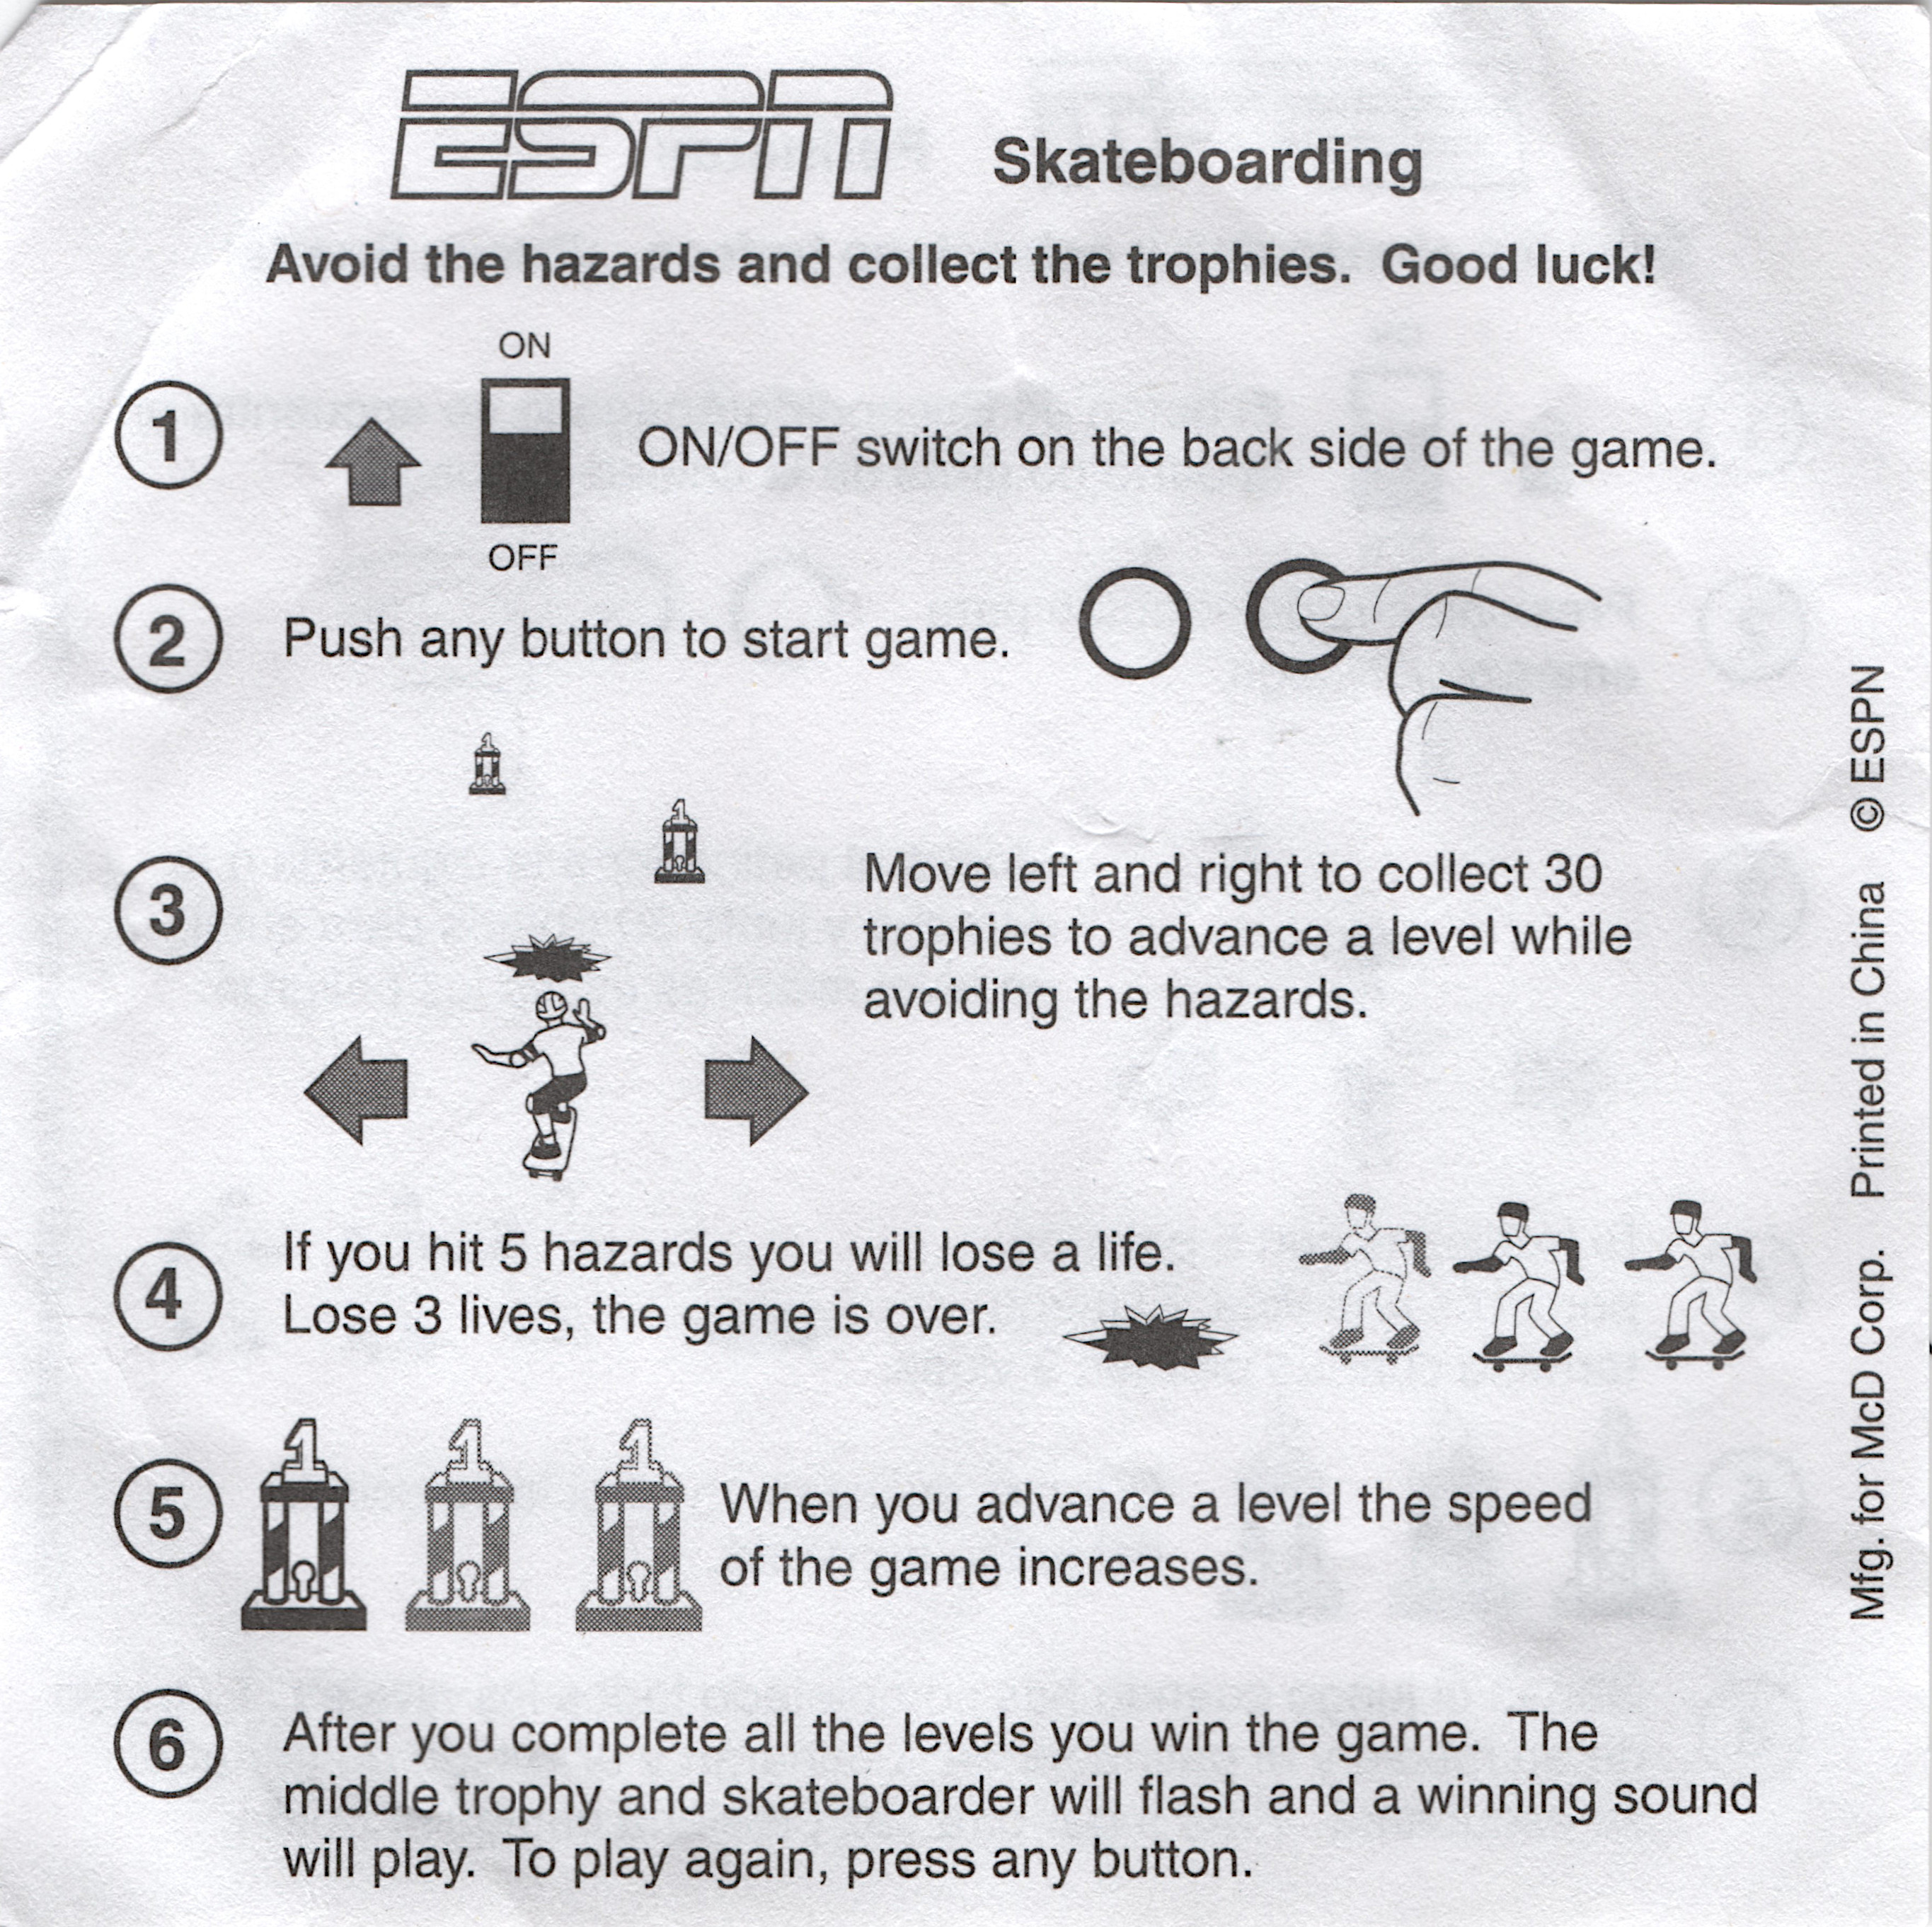 ESPN Skateboarding
Avoid the hazards and collect the trophies. Good luck!
ON
1 ON/OFF switch on the back side of the game.
OFF
2 Push any button to start game.
1
1
3 Move left and right to collect 30
trophies to advance a level while
avoiding the hazards.
4 If you hit 5 hazards you will lose a life.
Lose 3 lives, the game is over.
1 1 1
5 When you advance a level the speed
of the game increases.
6 After you complete all the levels you win the game. The
middle trophy and skateboarder will flash and a winning sound
will play. To play again, press any button.
Mfg. for McD Corp. Printed in China © ESPN